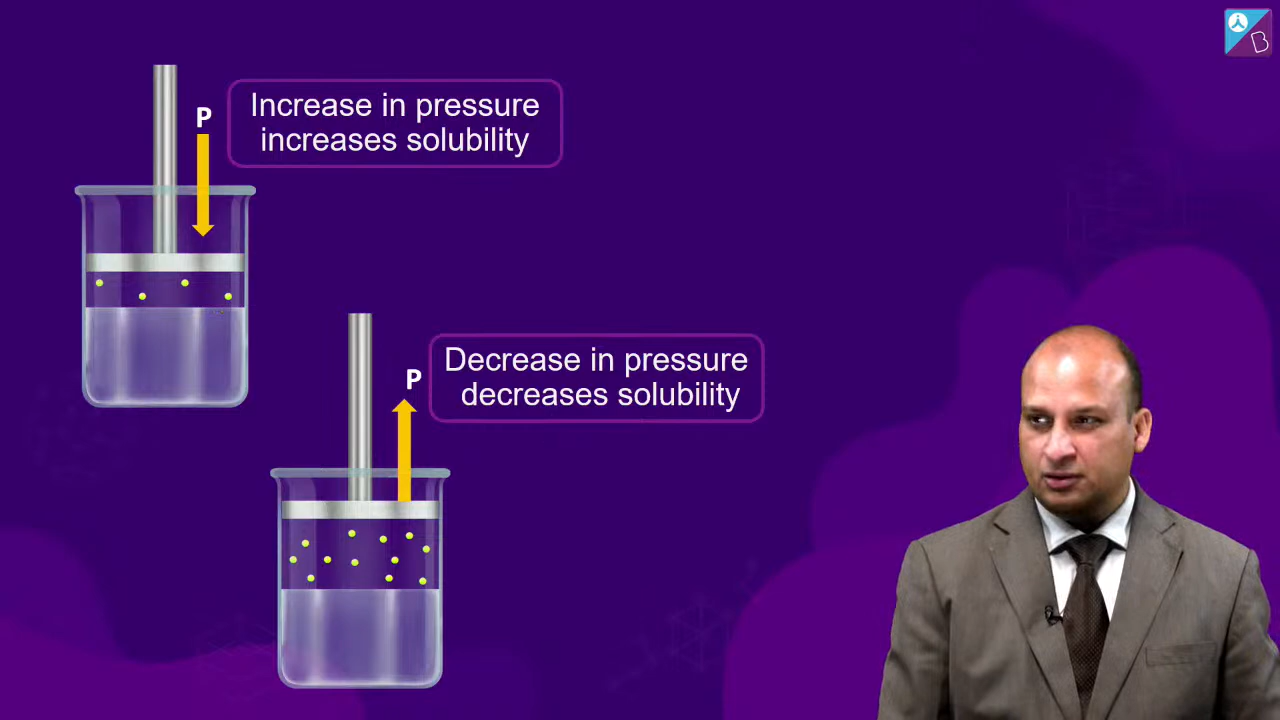 P
Increase in pressure
increases solubility
P
Decrease in pressure
decreases solubility
B